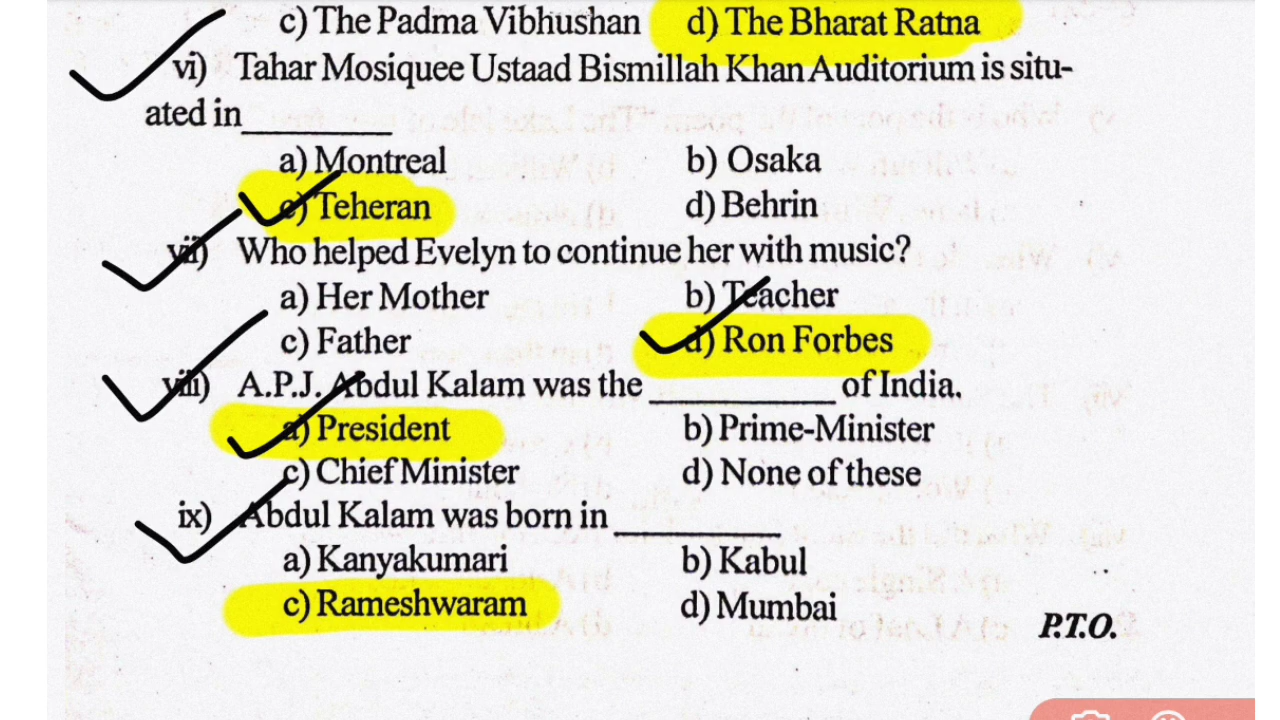 c) The Padma Vibhushan d) The Bharat Ratna
vi) Tahar Mosiquee Ustaad Bismillah Khan Auditorium is situ-
ated in__________
a) Montreal b) Osaka
c) Teheran d) Behrin
vii) Who helped Evelyn to continue her with music?
a) Her Mother b) Teacher
c) Father d) Ron Forbes
viii) A.P.J. Abdul Kalam was the ____________ of India.
a) President b) Prime-Minister
c) Chief Minister d) None of these
ix) Abdul Kalam was born in ___________
a) Kanyakumari b) Kabul
c) Rameshwaram d) Mumbai
P.T.O.